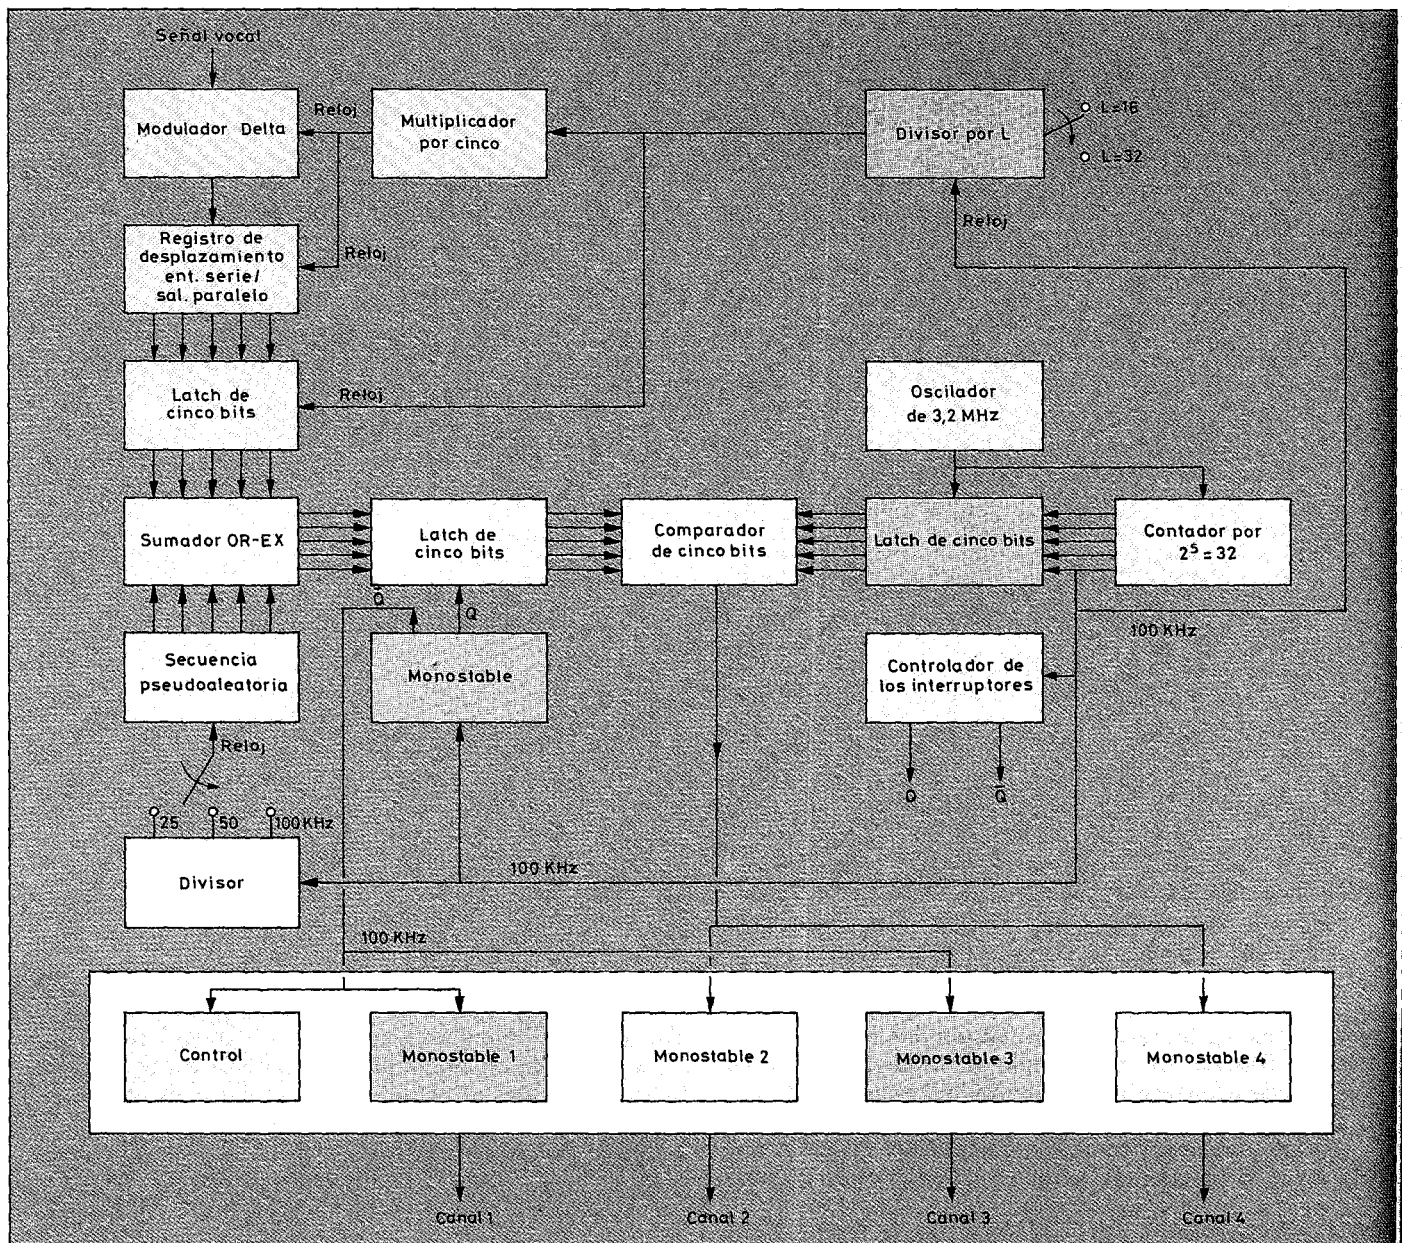 Señal vocal
Modulador Delta
Reloj
Multiplicador
por cinco
Divisor por L
L=16
L=32
Reloj
Registro de
desplazamiento
ent. serie/
sal. paralelo
Reloj
Latch de
cinco bits
Reloj
Oscilador
de 3,2 MHz
Sumador OR-EX
Latch de
cinco bits
Comparador
de cinco bits
Latch de cinco bits
Contador por
2^5 = 32
Q̅
Q
100 KHz
Secuencia
pseudoaleatoria
Monostable
Controlador de
los interruptores
Reloj
Q
Q̅
25
50
100 KHz
Divisor
100 KHz
100 KHz
Control
Monostable 1
Monostable 2
Monostable 3
Monostable 4
Canal 1
Canal 2
Canal 3
Canal 4